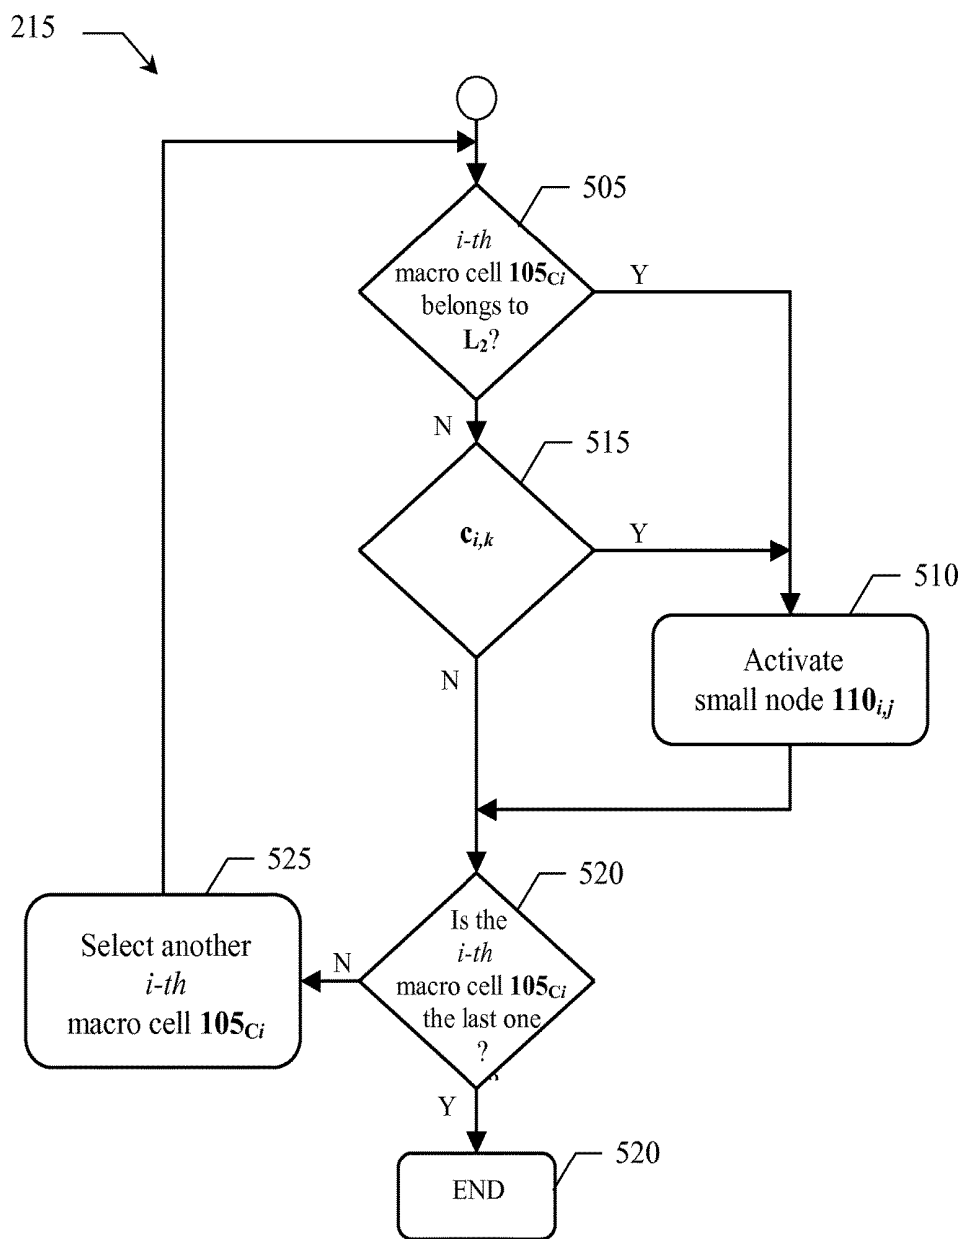 215
505
i-th
macro cell 105Ci
belongs to
L2?
Y
N
515
ci,k
Y
510
Activate
small node 110i,j
N
525
Select another
i-th
macro cell 105Ci
520
Is the
i-th
macro cell 105Ci
the last one
?
N
Y
520
END